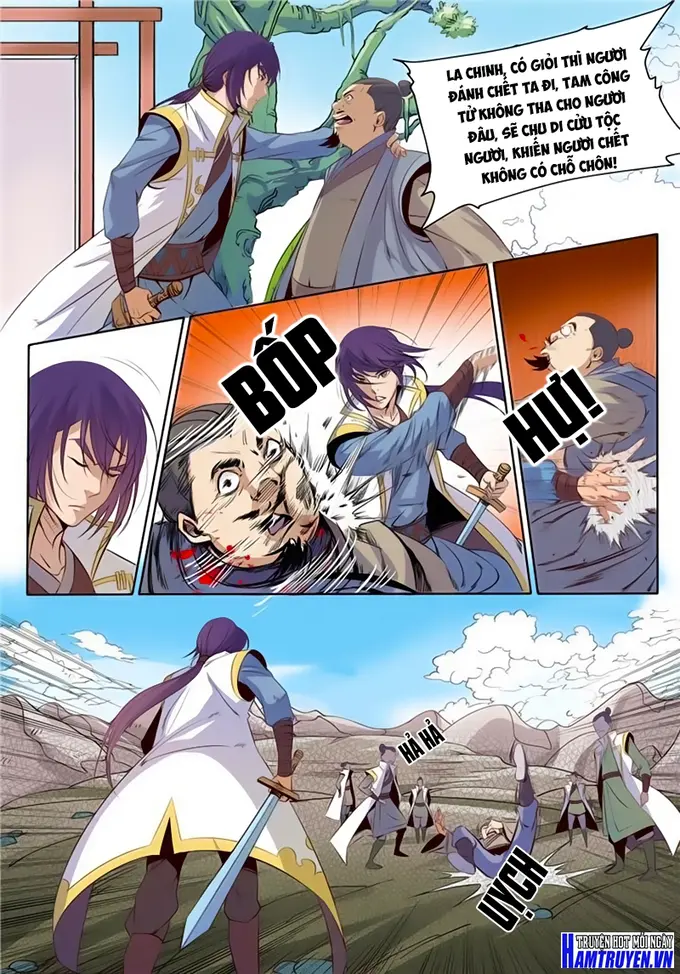 LA CHINH, CÓ GIỎI THÌ NGƯƠI
ĐÁNH CHẾT TA ĐI, TAM CÔNG
TỬ KHÔNG THA CHO NGƯƠI
ĐÂU, SẼ CHU DI CỬU TỘC
NGƯƠI, KHIẾN NGƯƠI CHẾT
KHÔNG CÓ CHỖ CHÔN!
BỐP
HỰ!
HẢ HẢ
UỴCH
TRUYỆN HOT MỖI NGÀY
HAMTRUYEN.VN